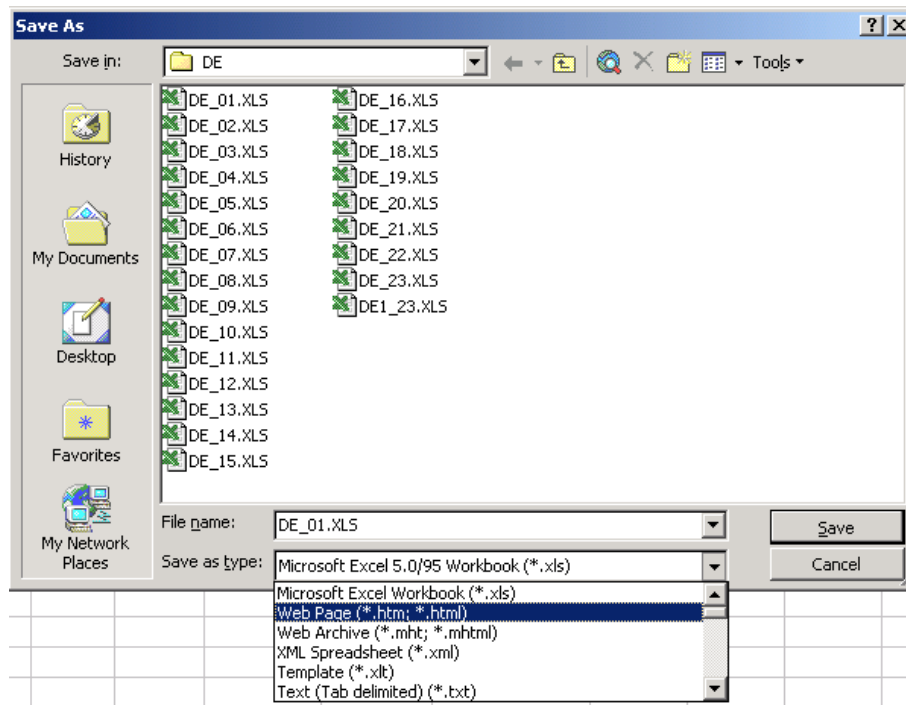 Save As
Save in:
DE
Tools
History
My Documents
Desktop
Favorites
My Network
Places
DE_01.XLS
DE_02.XLS
DE_03.XLS
DE_04.XLS
DE_05.XLS
DE_06.XLS
DE_07.XLS
DE_08.XLS
DE_09.XLS
DE_10.XLS
DE_11.XLS
DE_12.XLS
DE_13.XLS
DE_14.XLS
DE_15.XLS
DE_16.XLS
DE_17.XLS
DE_18.XLS
DE_19.XLS
DE_20.XLS
DE_21.XLS
DE_22.XLS
DE_23.XLS
DE1_23.XLS
File name:
DE_01.XLS
Save
Save as type:
Microsoft Excel 5.0/95 Workbook (*.xls)
Cancel
Microsoft Excel Workbook (*.xls)
Web Page (*.htm; *.html)
Web Archive (*.mht; *.mhtml)
XML Spreadsheet (*.xml)
Template (*.xlt)
Text (Tab delimited) (*.txt)